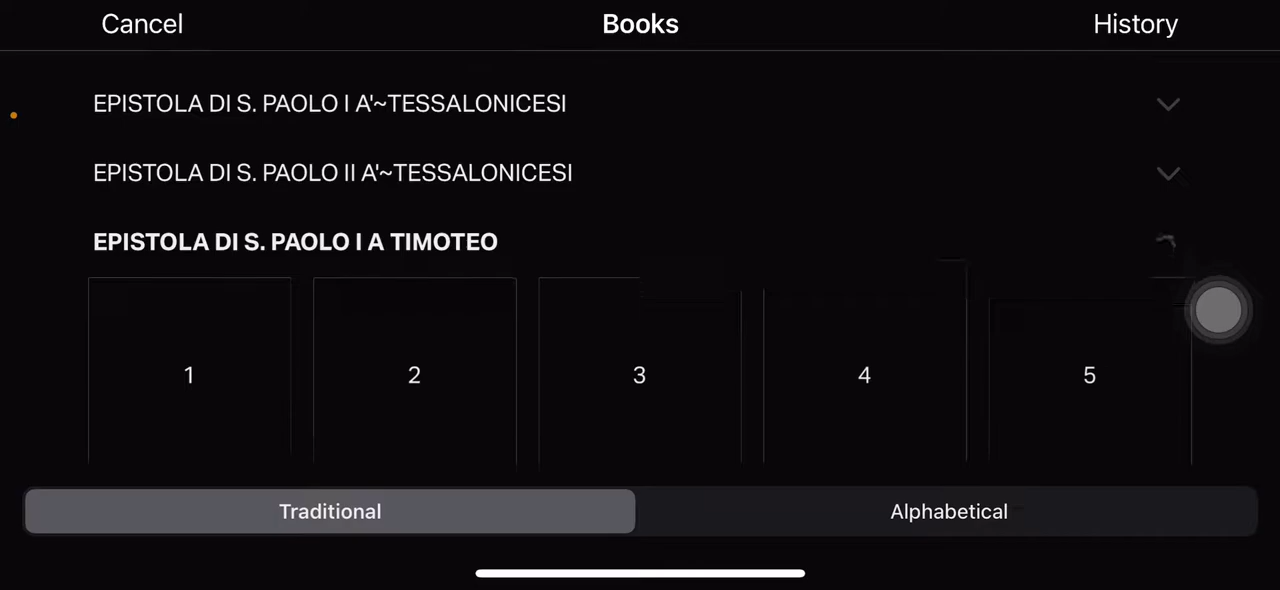 Cancel Books History
EPISTOLA DI S. PAOLO I A'~TESSALONICESI
EPISTOLA DI S. PAOLO II A'~TESSALONICESI
EPISTOLA DI S. PAOLO I A TIMOTEO
1 2 3 4 5
Traditional Alphabetical